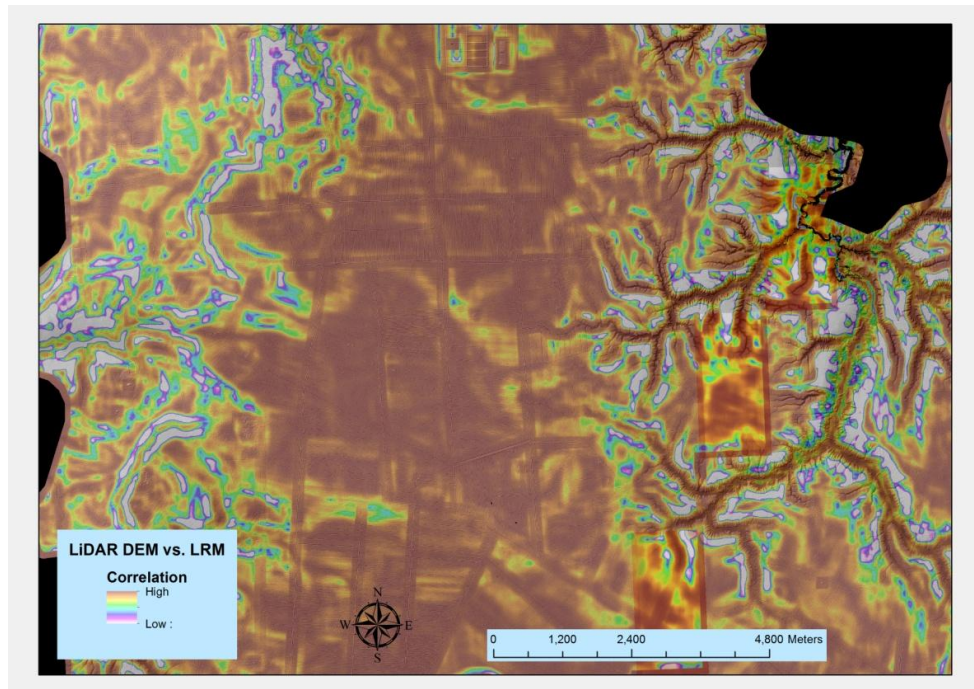 LiDAR DEM vs. LRM
Correlation
High
Low :
N
W E
S
0 1,200 2,400 4,800 Meters